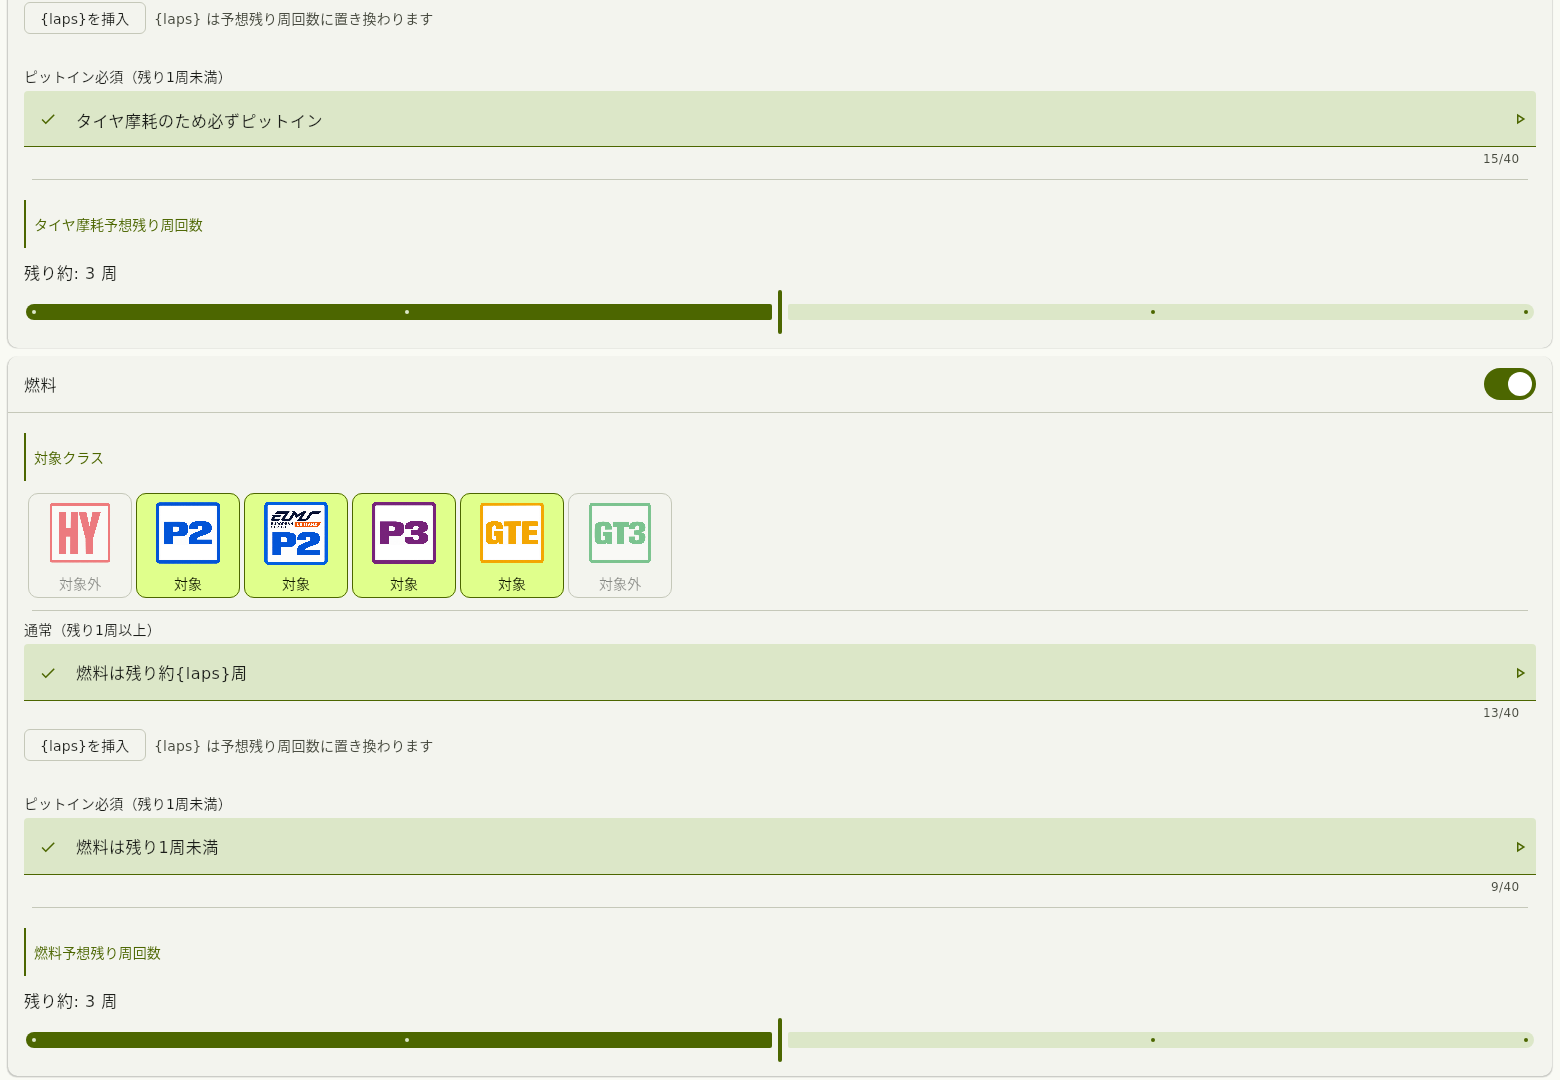 {laps}を挿入 {laps} は予想残り周回数に置き換わります
ピットイン必須（残り1周未満）
タイヤ摩耗のため必ずピットイン
15/40
タイヤ摩耗予想残り周回数
残り約: 3 周
燃料
対象クラス
HY P2 ELMS P2 P3 GTE GT3
対象外 対象 対象 対象 対象 対象外
通常（残り1周以上）
燃料は残り約{laps}周
13/40
{laps}を挿入 {laps} は予想残り周回数に置き換わります
ピットイン必須（残り1周未満）
燃料は残り1周未満
9/40
燃料予想残り周回数
残り約: 3 周